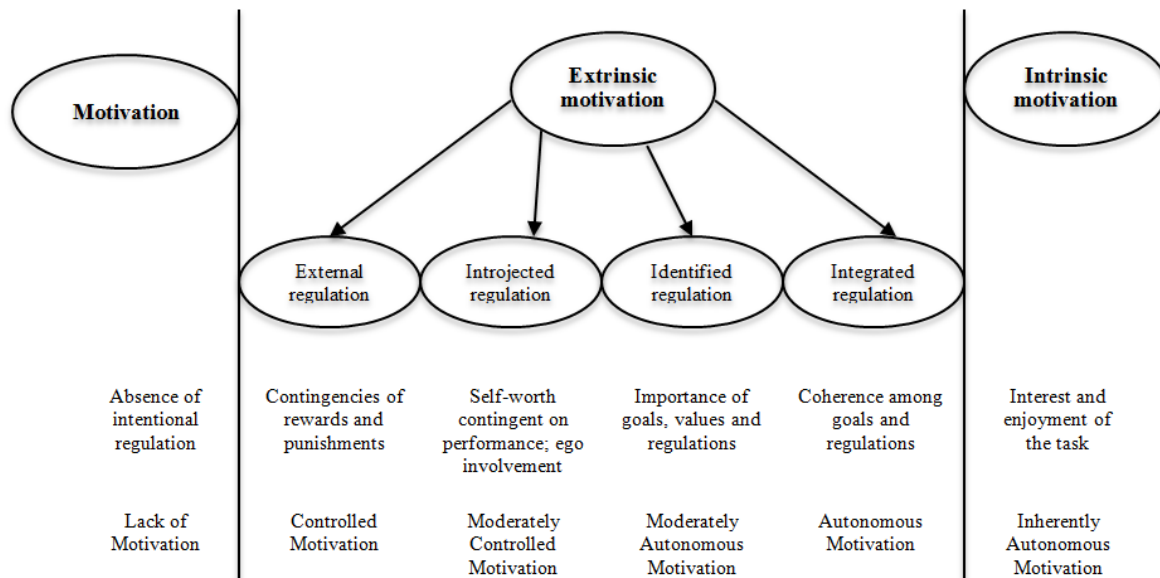 Motivation
Extrinsic
motivation
Intrinsic
motivation
External
regulation
Introjected
regulation
Identified
regulation
Integrated
regulation
Absence of
intentional
regulation
Contingencies of
rewards and
punishments
Self-worth
contingent on
performance; ego
involvement
Importance of
goals, values and
regulations
Coherence among
goals and
regulations
Interest and
enjoyment of
the task
Lack of
Motivation
Controlled
Motivation
Moderately
Controlled
Motivation
Moderately
Autonomous
Motivation
Autonomous
Motivation
Inherently
Autonomous
Motivation